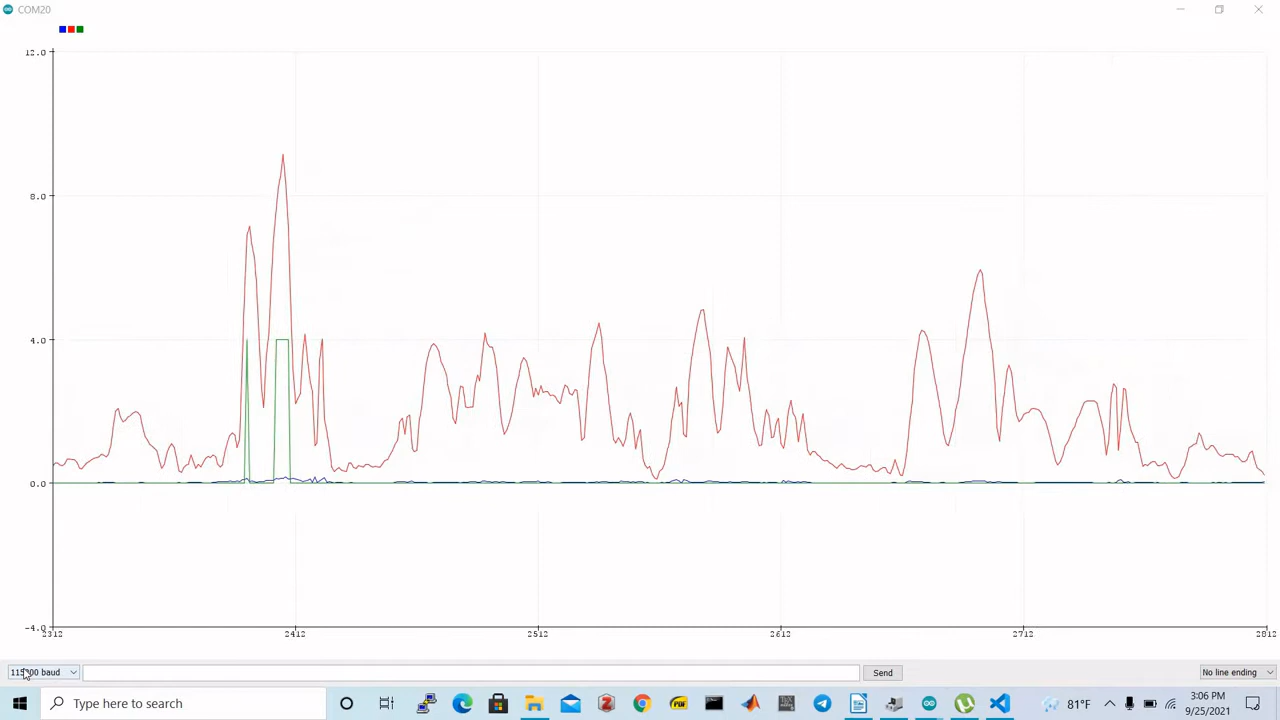 COM20
12.0
8.0
4.0
0.0
-4.0
2312
2412
2512
2612
2712
2812
115200 baud
Send
No line ending
Type here to search
81°F
3:06 PM
9/25/2021